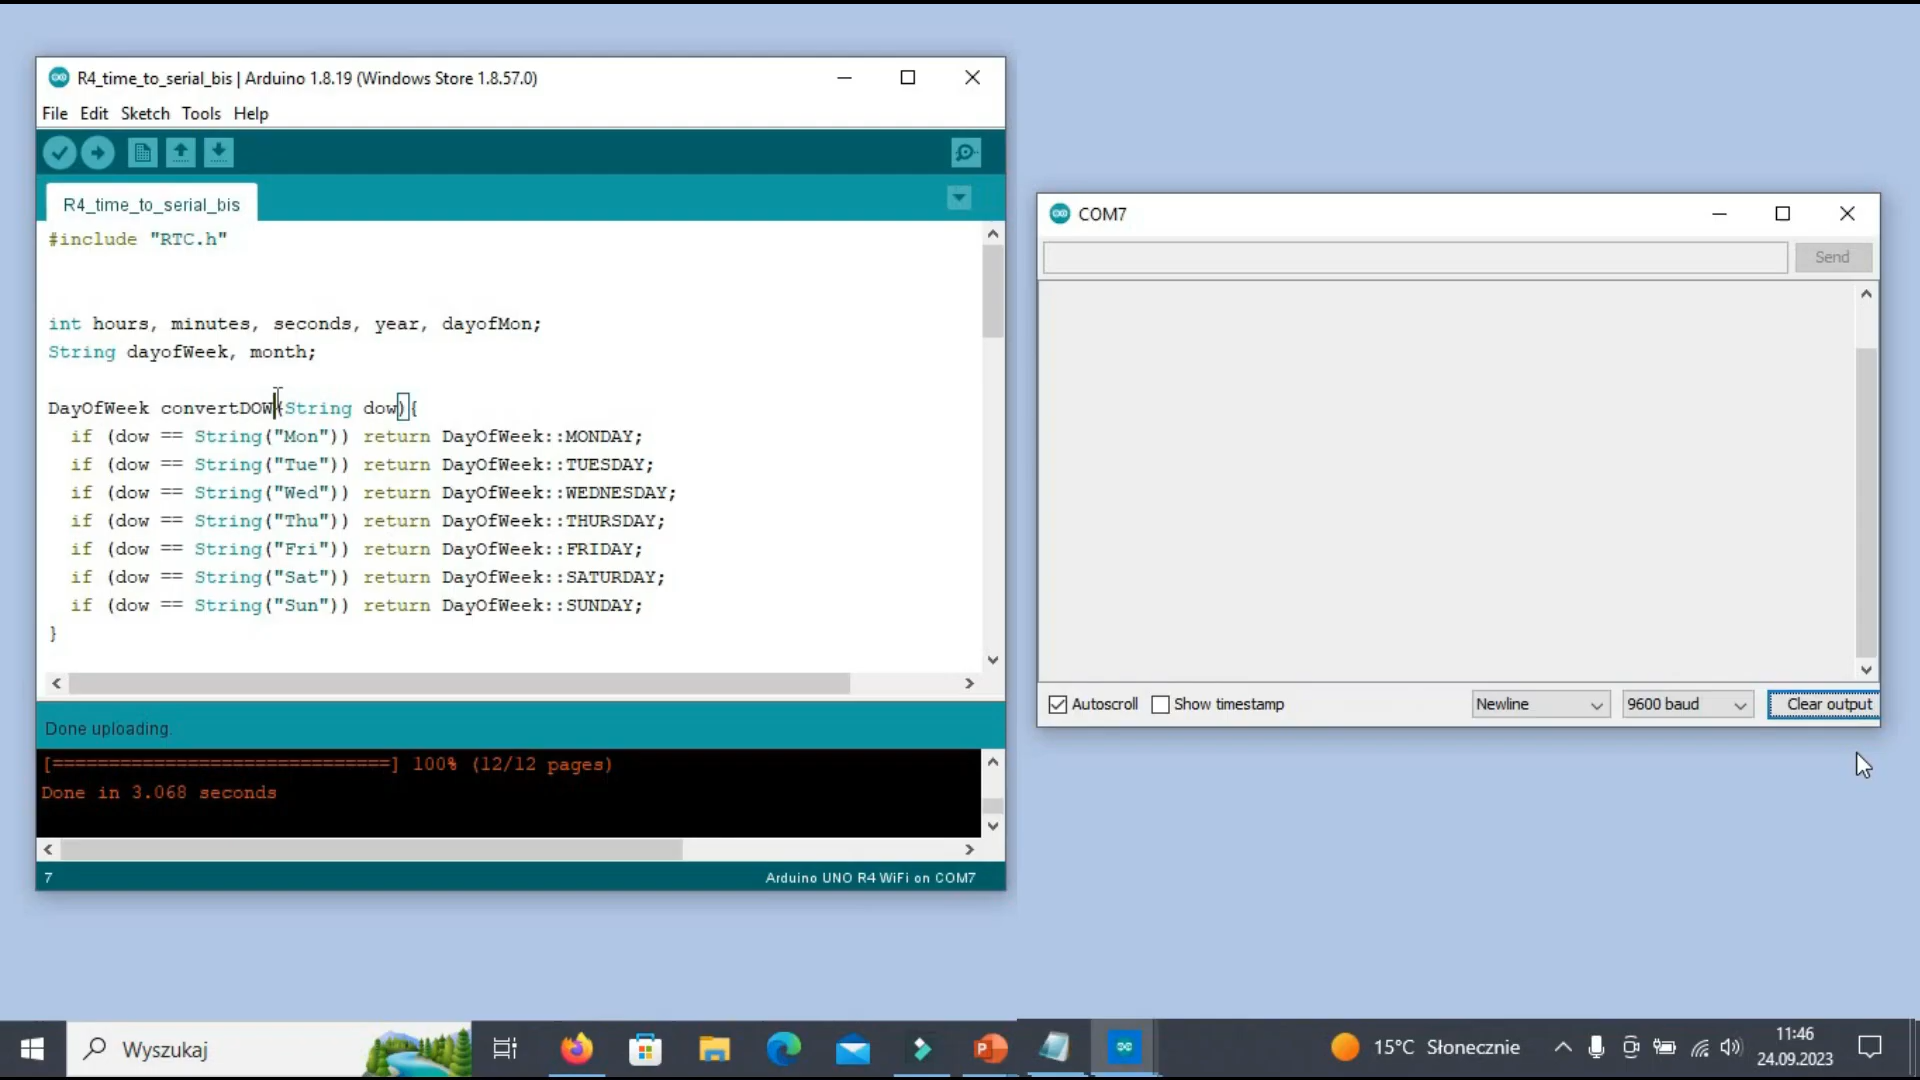 R4_time_to_serial_bis | Arduino 1.8.19 (Windows Store 1.8.57.0)
File Edit Sketch Tools Help
R4_time_to_serial_bis
#include "RTC.h"
int hours, minutes, seconds, year, dayofMon;
String dayofWeek, month;
DayOfWeek convertDOW(String dow){
if (dow == String("Mon")) return DayOfWeek::MONDAY;
if (dow == String("Tue")) return DayOfWeek::TUESDAY;
if (dow == String("Wed")) return DayOfWeek::WEDNESDAY;
if (dow == String("Thu")) return DayOfWeek::THURSDAY;
if (dow == String("Fri")) return DayOfWeek::FRIDAY;
if (dow == String("Sat")) return DayOfWeek::SATURDAY;
if (dow == String("Sun")) return DayOfWeek::SUNDAY;
}
Done uploading.
[==============================] 100% (12/12 pages)
Done in 3.068 seconds
7
Arduino UNO R4 WiFi on COM7
COM7
Send
Autoscroll
Show timestamp
Newline
9600 baud
Clear output
Wyszukaj
15°C Słonecznie
11:46
24.09.2023